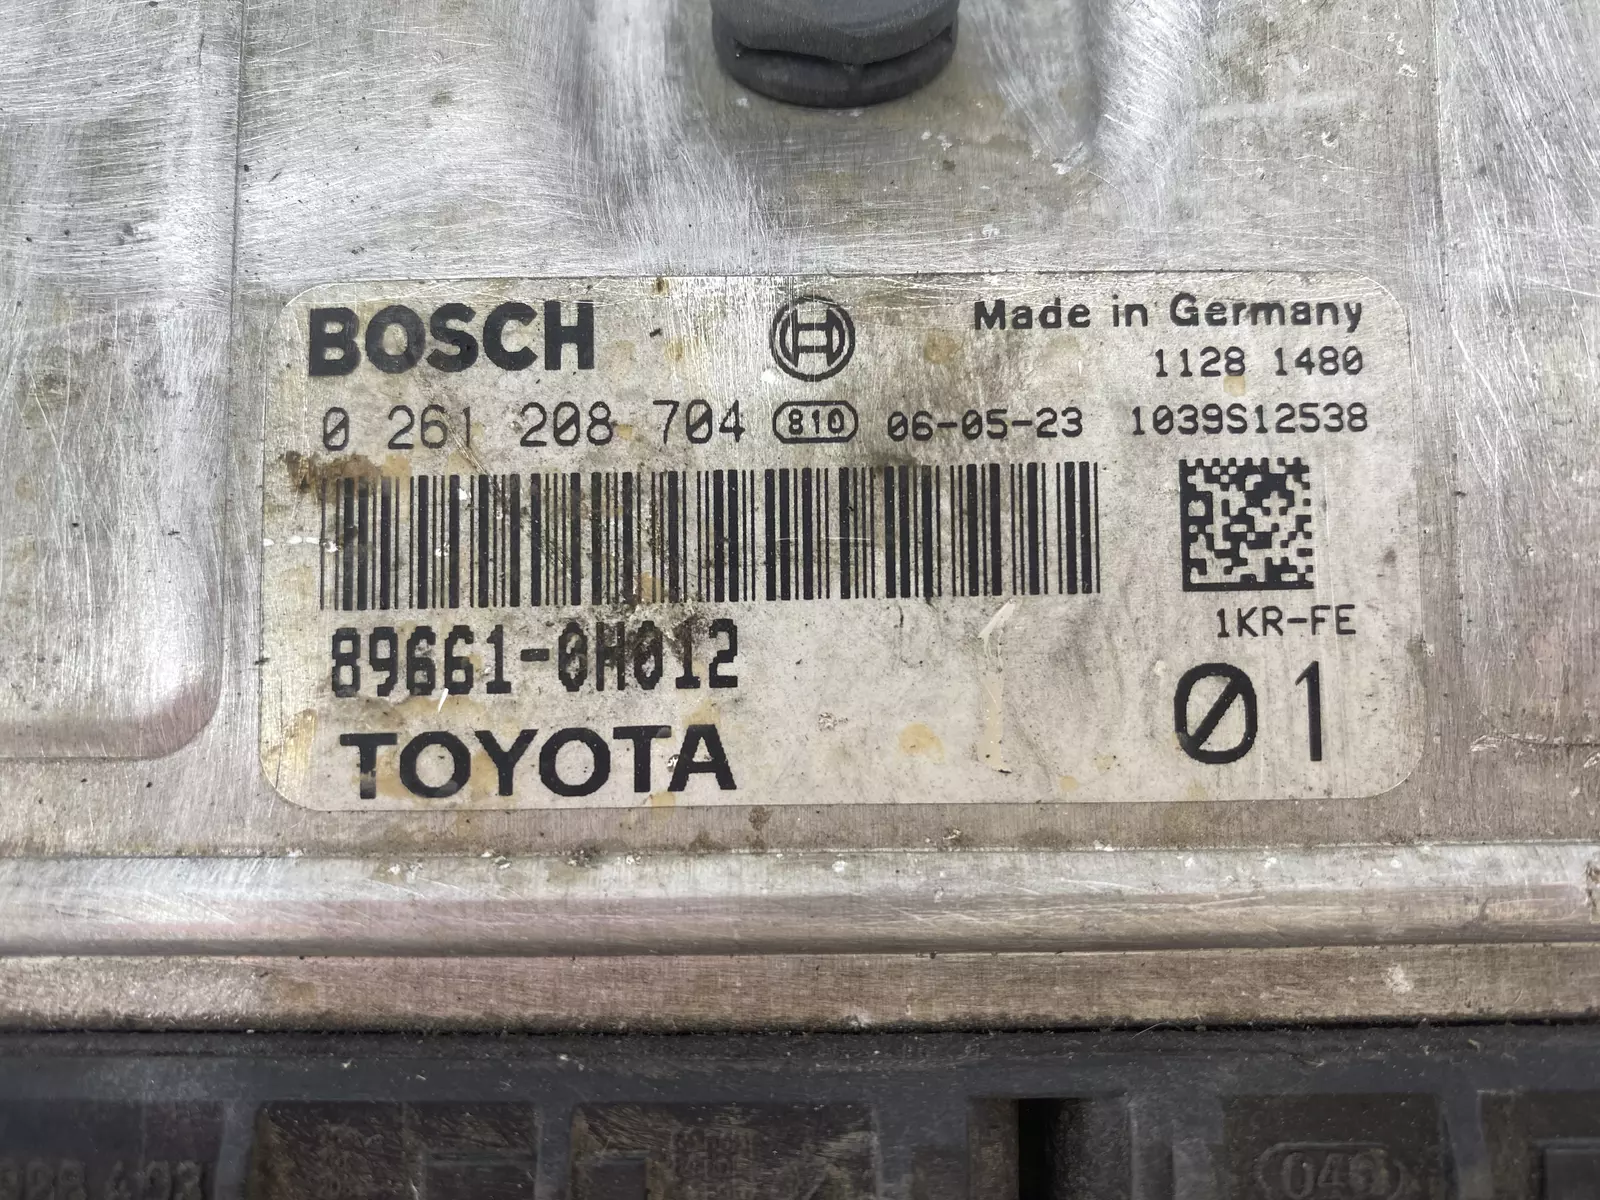 BOSCH
Made in Germany
1128 1480
0 261 208 704 810 06-05-23 1039S12538
89661-0H012
1KR-FE
TOYOTA
01